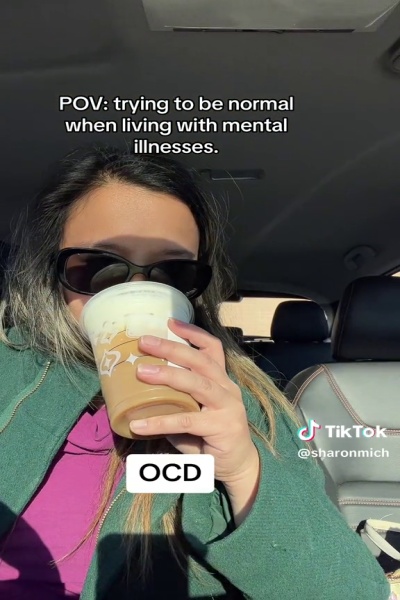 POV: trying to be normal
when living with mental
illnesses.
OCD
TikTok
@sharonmich